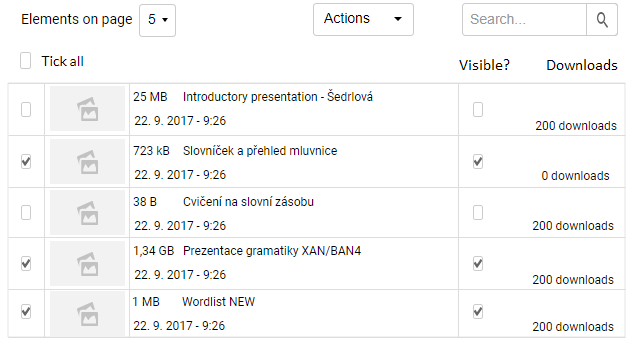 Elements on page 5 Actions Search...
Tick all Visible? Downloads
25 MB Introductory presentation - Šedrlová
22. 9. 2017 - 9:26 200 downloads
723 kB Slovníček a přehled mluvnice
22. 9. 2017 - 9:26 0 downloads
38 B Cvičení na slovní zásobu
22. 9. 2017 - 9:26 200 downloads
1,34 GB Prezentace gramatiky XAN/BAN4
22. 9. 2017 - 9:26 200 downloads
1 MB Wordlist NEW
22. 9. 2017 - 9:26 200 downloads